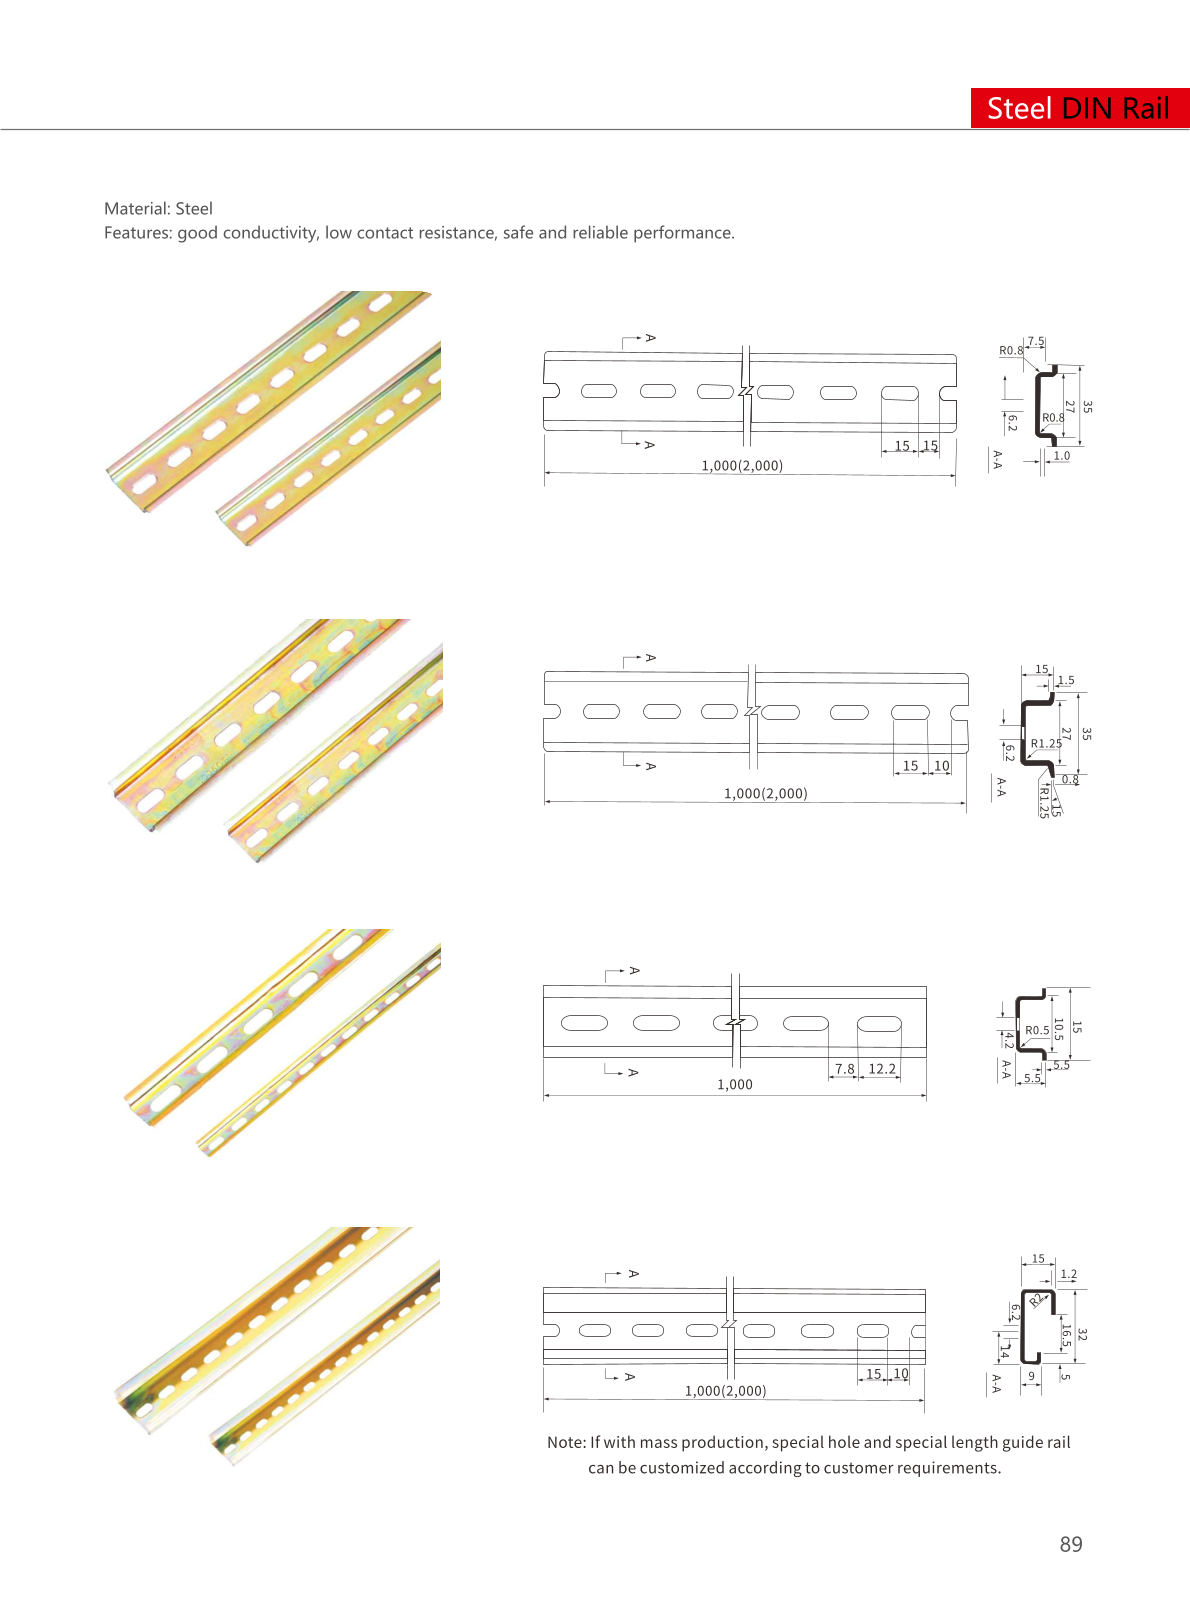 Steel DIN Rail
Material: Steel
Features: good conductivity, low contact resistance, safe and reliable performance.
A
A
15
15
1,000(2,000)
7.5
R0.8
27
35
6.2
R0.8
1.0
A-A
A
A
15
10
1,000(2,000)
15
1.5
27
35
6.2
R1.25
0.8
A-A
R1.25
15
A
A
7.8
12.2
1,000
4.2
R0.5
10.5
15
A-A
5.5
5.5
A
A
15
10
1,000(2,000)
15
1.2
R2
6.2
16.5
32
14
A-A
9
5
Note: If with mass production, special hole and special length guide rail
can be customized according to customer requirements.
89